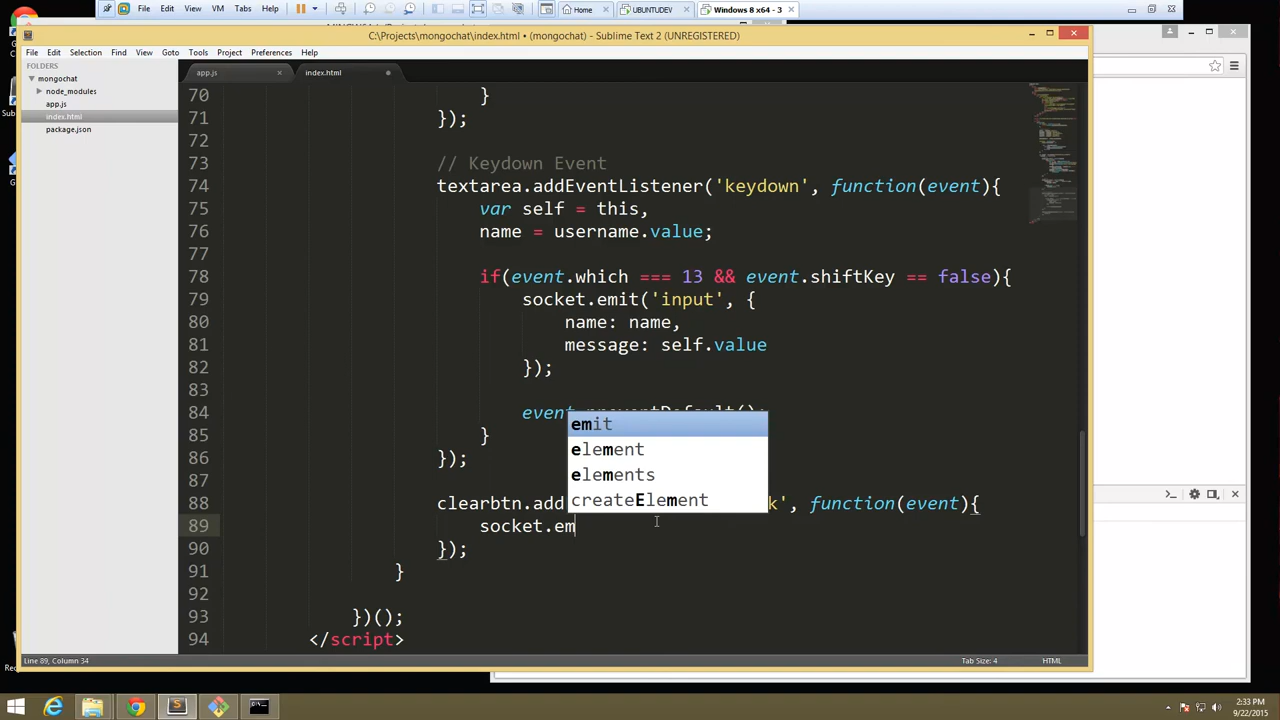 File Edit View VM Tabs Help
Home
UBUNTUDEV
Windows 8 x64 - 3
C:\Projects\mongochat\index.html • (mongochat) - Sublime Text 2 (UNREGISTERED)
File Edit Selection Find View Goto Tools Project Preferences Help
FOLDERS
mongochat
node_modules
app.js
index.html
package.json
app.js
index.html
70 }
71 });
72
73 // Keydown Event
74 textarea.addEventListener('keydown', function(event){
75 var self = this,
76 name = username.value;
77
78 if(event.which === 13 && event.shiftKey == false){
79 socket.emit('input', {
80 name: name,
81 message: self.value
82 });
83
84 event.preventDefault();
85 }
86 });
87
88 clearbtn.add k', function(event){
89 socket.em
90 });
91 }
92
93 })();
94 </script>
emit
element
elements
createElement
Line 89, Column 34
Tab Size: 4
HTML
2:33 PM
9/22/2015